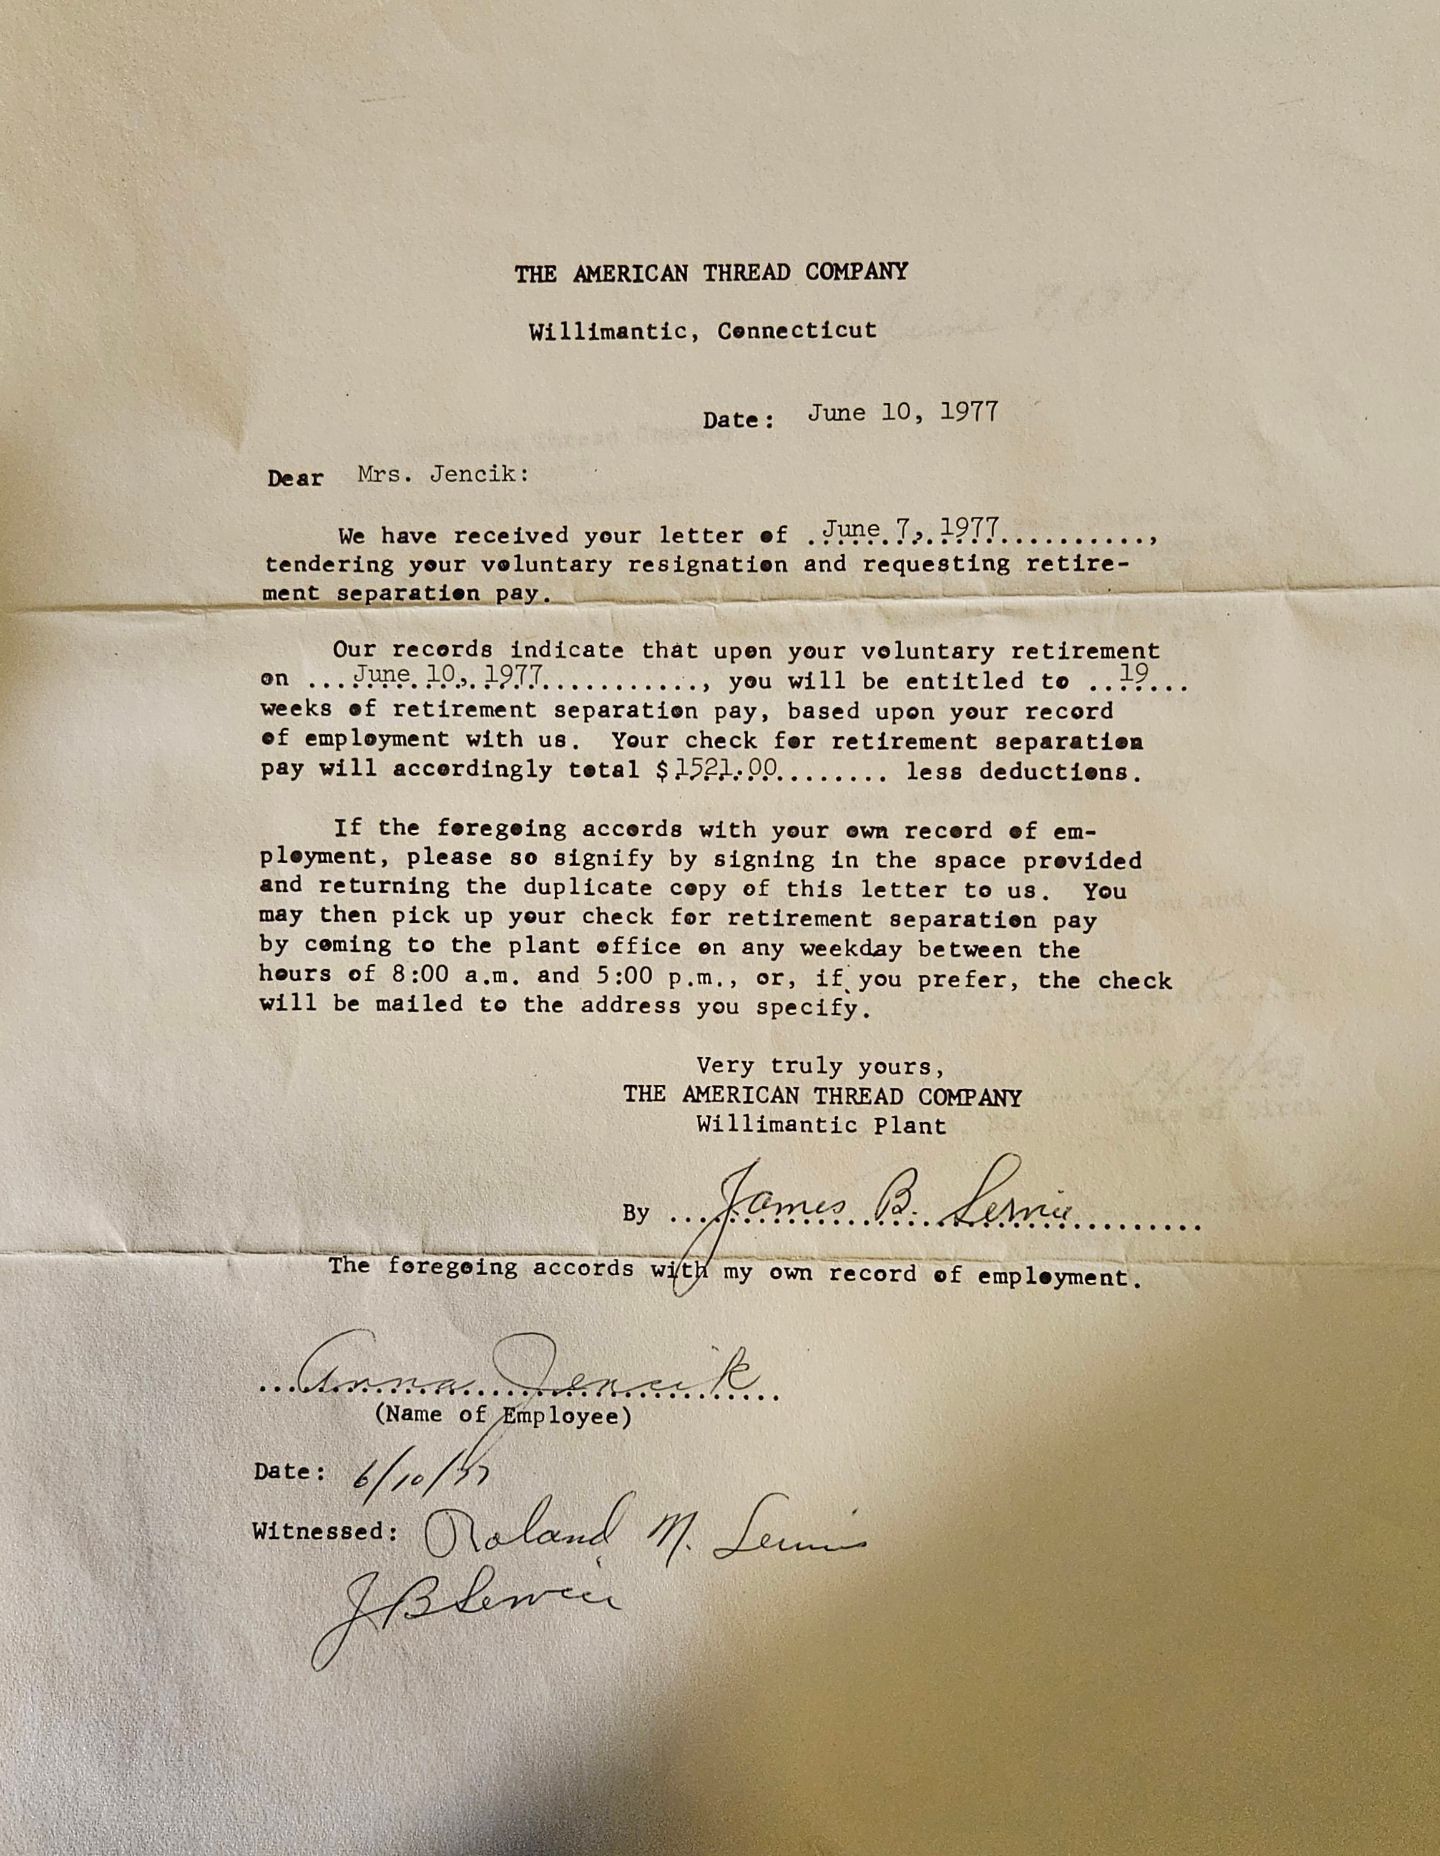 THE AMERICAN THREAD COMPANY
Willimantic, Connecticut
Date: June 10, 1977
Dear Mrs. Jencik:
We have received your letter of ..June 7, 1977...........,
tendering your voluntary resignation and requesting retire-
ment separation pay.
Our records indicate that upon your voluntary retirement
on ...June 10, 1977..........., you will be entitled to ..19...
weeks of retirement separation pay, based upon your record
of employment with us. Your check for retirement separation
pay will accordingly total $1521.00........ less deductions.
If the foregoing accords with your own record of em-
ployment, please so signify by signing in the space provided
and returning the duplicate copy of this letter to us. You
may then pick up your check for retirement separation pay
by coming to the plant office on any weekday between the
hours of 8:00 a.m. and 5:00 p.m., or, if you prefer, the check
will be mailed to the address you specify.
Very truly yours,
THE AMERICAN THREAD COMPANY
Willimantic Plant
By ...James B.
The foregoing accords with my own record of employment.
...Anna Jencik..
(Name of Employee)
Date: 6/10/77
Witnessed: Roland M.
J B